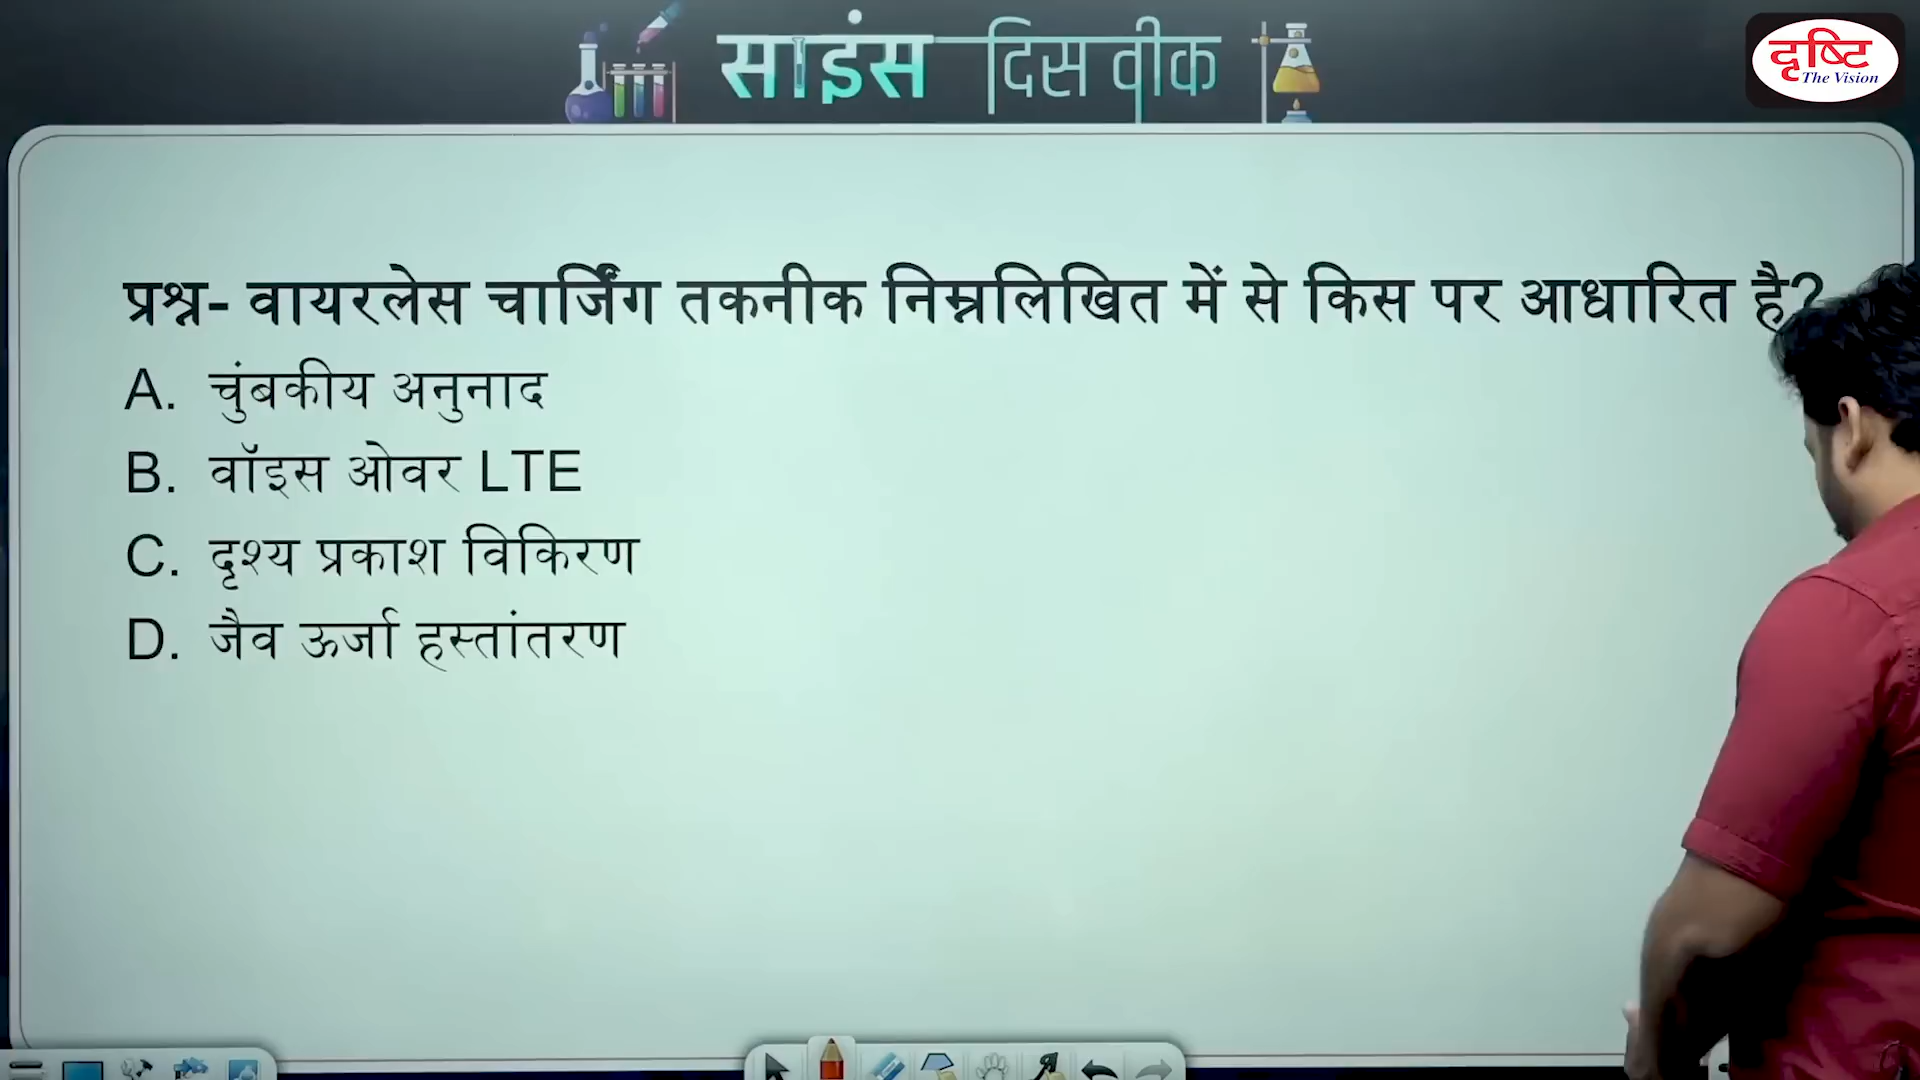 साइंस दिस वीक
दृष्टि
The Vision
प्रश्न- वायरलेस चार्जिंग तकनीक निम्नलिखित में से किस पर आधारित है?
A. चुंबकीय अनुनाद
B. वॉइस ओवर LTE
C. दृश्य प्रकाश विकिरण
D. जैव ऊर्जा हस्तांतरण